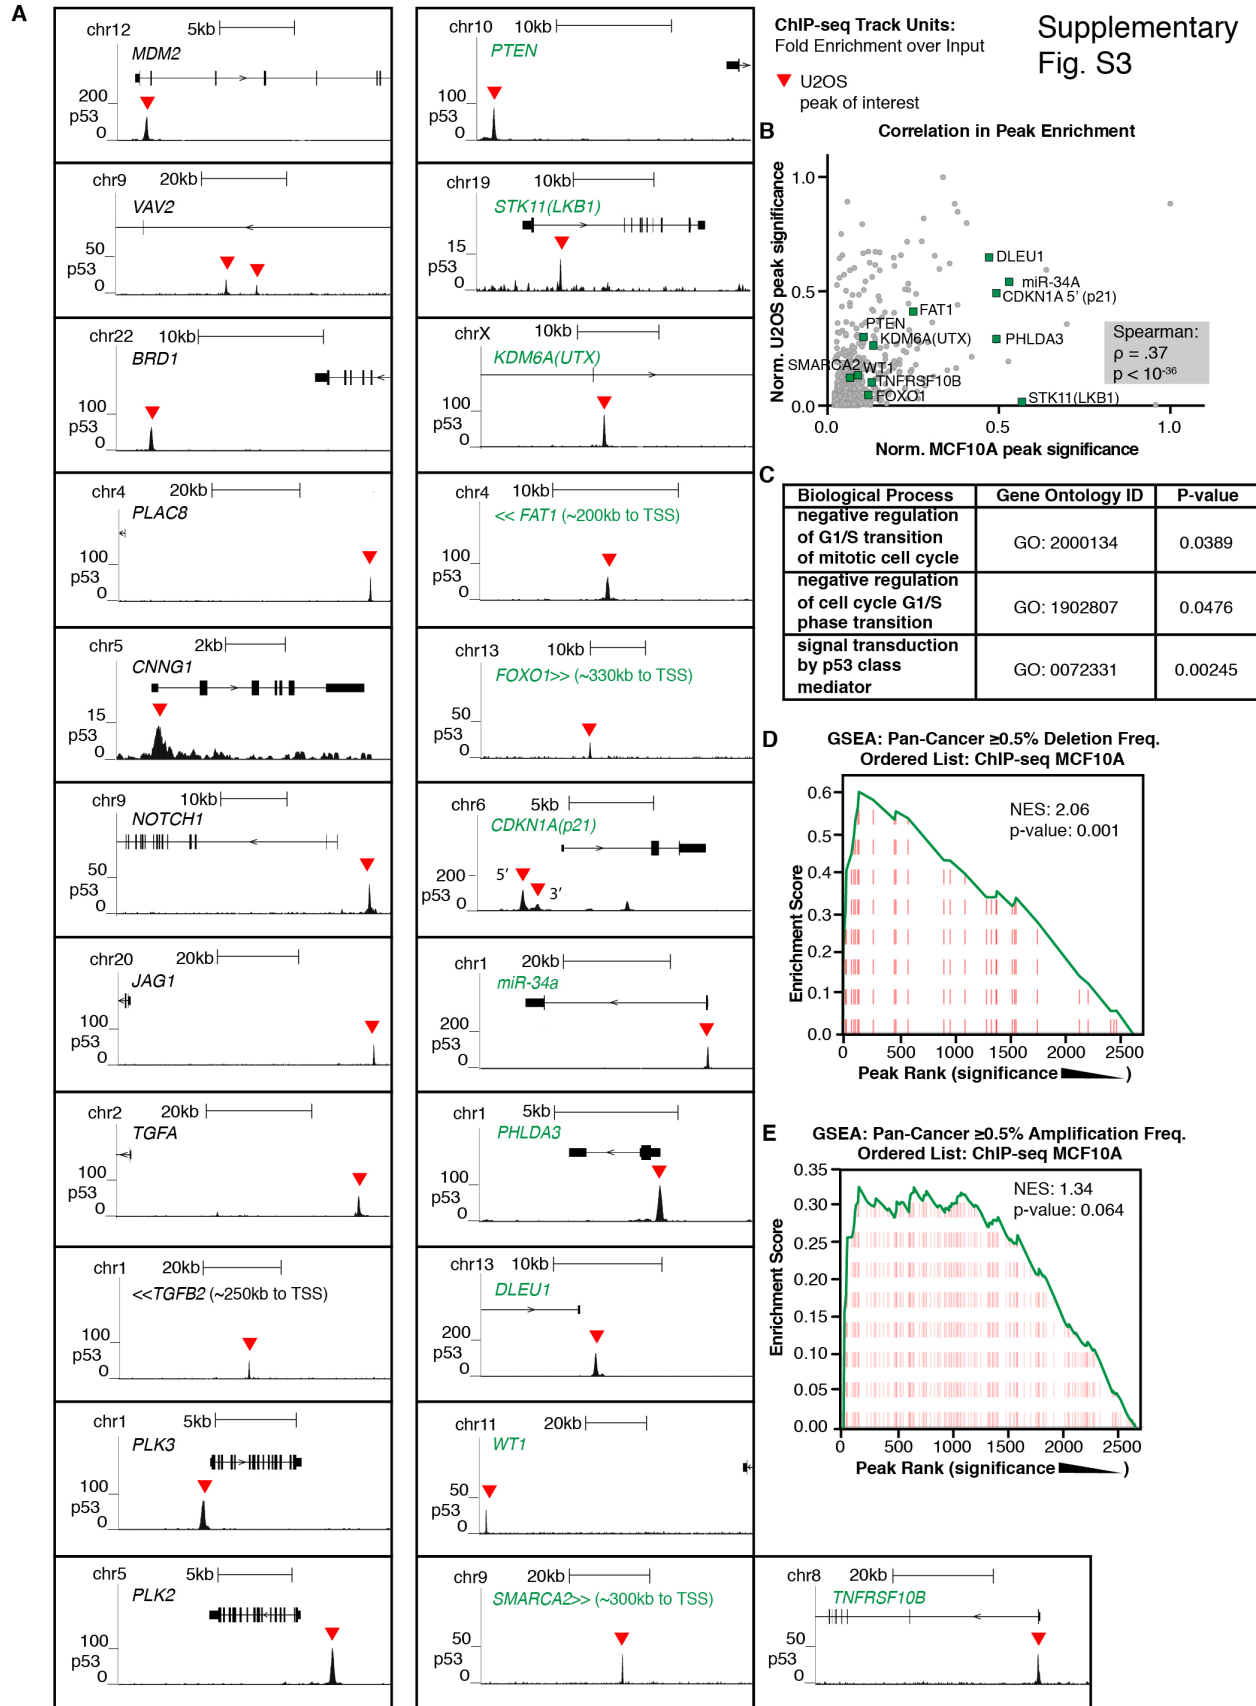 A
chr12
5kb
MDM2
200
p53
0
chr9
20kb
VAV2
50
p53
0
chr22
10kb
BRD1
100
p53
0
chr4
20kb
PLAC8
100
p53
0
chr5
2kb
CNNG1
15
p53
0
chr9
10kb
NOTCH1
50
p53
0
chr20
20kb
JAG1
100
p53
0
chr2
20kb
TGFA
100
p53
0
chr1
20kb
<<TGFB2 (~250kb to TSS)
100
p53
0
chr1
5kb
PLK3
100
p53
0
chr5
5kb
PLK2
100
p53
0
chr10
10kb
PTEN
100
p53
0
chr19
10kb
STK11(LKB1)
15
p53
0
chrX
10kb
KDM6A(UTX)
100
p53
0
chr4
10kb
<< FAT1 (~200kb to TSS)
100
p53
0
chr13
10kb
FOXO1>> (~330kb to TSS)
50
p53
0
chr6
5kb
CDKN1A(p21)
5′
3′
200
p53
0
chr1
20kb
miR-34a
200
p53
0
chr1
5kb
PHLDA3
100
p53
0
chr13
10kb
DLEU1
200
p53
0
chr11
20kb
WT1
50
p53
0
chr9
20kb
SMARCA2>> (~300kb to TSS)
50
p53
0
chr8
20kb
TNFRSF10B
50
p53
0
ChIP-seq Track Units:
Fold Enrichment over Input
U2OS
peak of interest
Supplementary
Fig. S3
B
Correlation in Peak Enrichment
Norm. U2OS peak significance
1.0
0.5
0.0
DLEU1
miR-34A
CDKN1A 5' (p21)
FAT1
PTEN
KDM6A(UTX)
PHLDA3
SMARCA2
WT1
TNFRSF10B
FOXO1
STK11(LKB1)
Spearman:
ρ = .37
p < 10-36
0.0 0.5 1.0
Norm. MCF10A peak significance
C
Biological Process Gene Ontology ID P-value
negative regulation
of G1/S transition
of mitotic cell cycle
GO: 2000134 0.0389
negative regulation
of cell cycle G1/S
phase transition
GO: 1902807 0.0476
signal transduction
by p53 class
mediator
GO: 0072331 0.00245
D
GSEA: Pan-Cancer ≥0.5% Deletion Freq.
Ordered List: ChIP-seq MCF10A
NES: 2.06
p-value: 0.001
Enrichment Score
0.6
0.5
0.4
0.3
0.2
0.1
0.0
0 500 1000 1500 2000 2500
Peak Rank (significance )
E
GSEA: Pan-Cancer ≥0.5% Amplification Freq.
Ordered List: ChIP-seq MCF10A
NES: 1.34
p-value: 0.064
Enrichment Score
0.35
0.30
0.25
0.20
0.15
0.10
0.05
0.00
0 500 1000 1500 2000 2500
Peak Rank (significance )